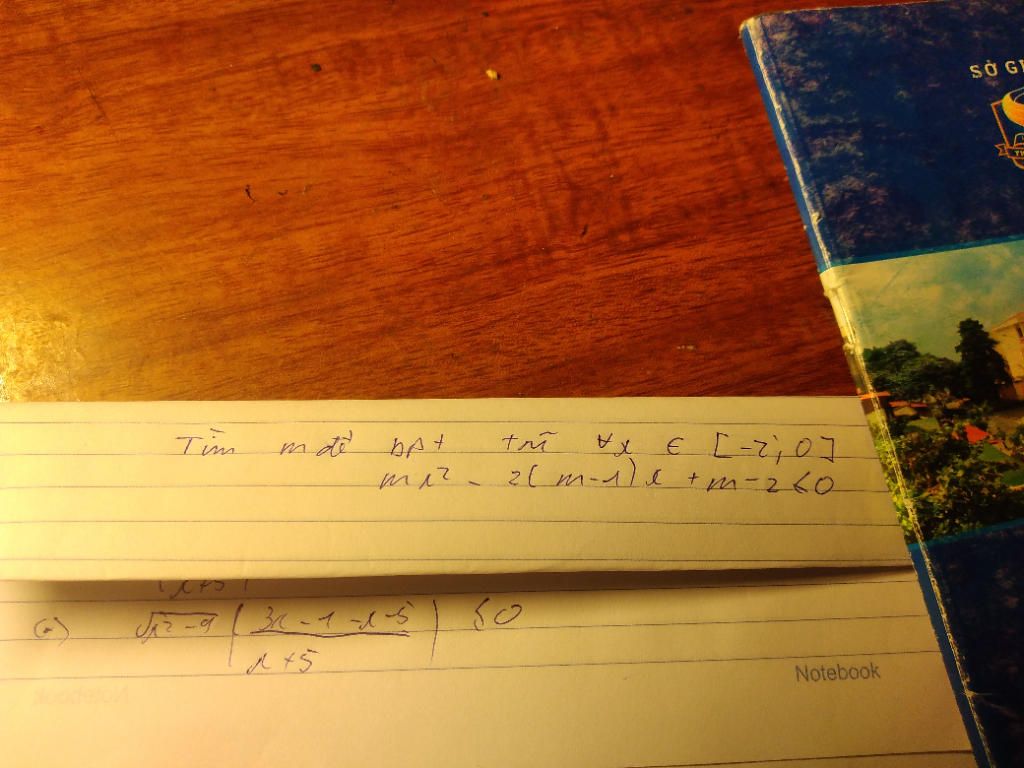 SỞ GI
Tìm m để bpt trũ ∀x ∈ [-2; 0]
mx² - 2(m-1)x + m-2 ≤ 0
(x+5)
(=) √x²-9 ( 3x-1-x-5 / x+5 ) ≤ 0
Notebook